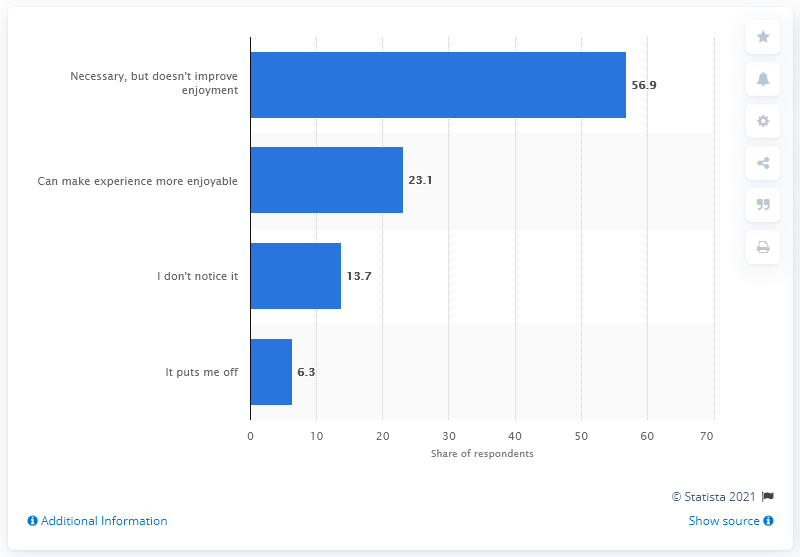 Necessary, but doesn't improve
enjoyment
56.9
Can make experience more enjoyable
23.1
I don't notice it
13.7
It puts me off
6.3
0 10 20 30 40 50 60 70
Share of respondents
© Statista 2021
Additional Information
Show source